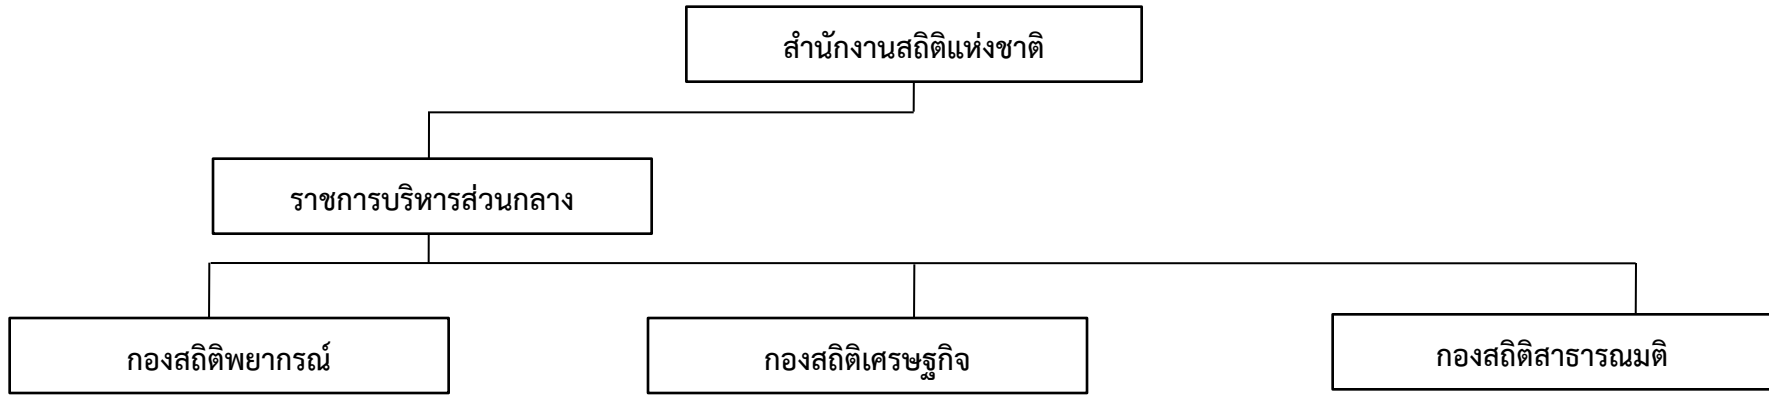 สำนักงานสถิติแห่งชาติ
ราชการบริหารส่วนกลาง
กองสถิติพยากรณ์
กองสถิติเศรษฐกิจ
กองสถิติสาธารณมติ